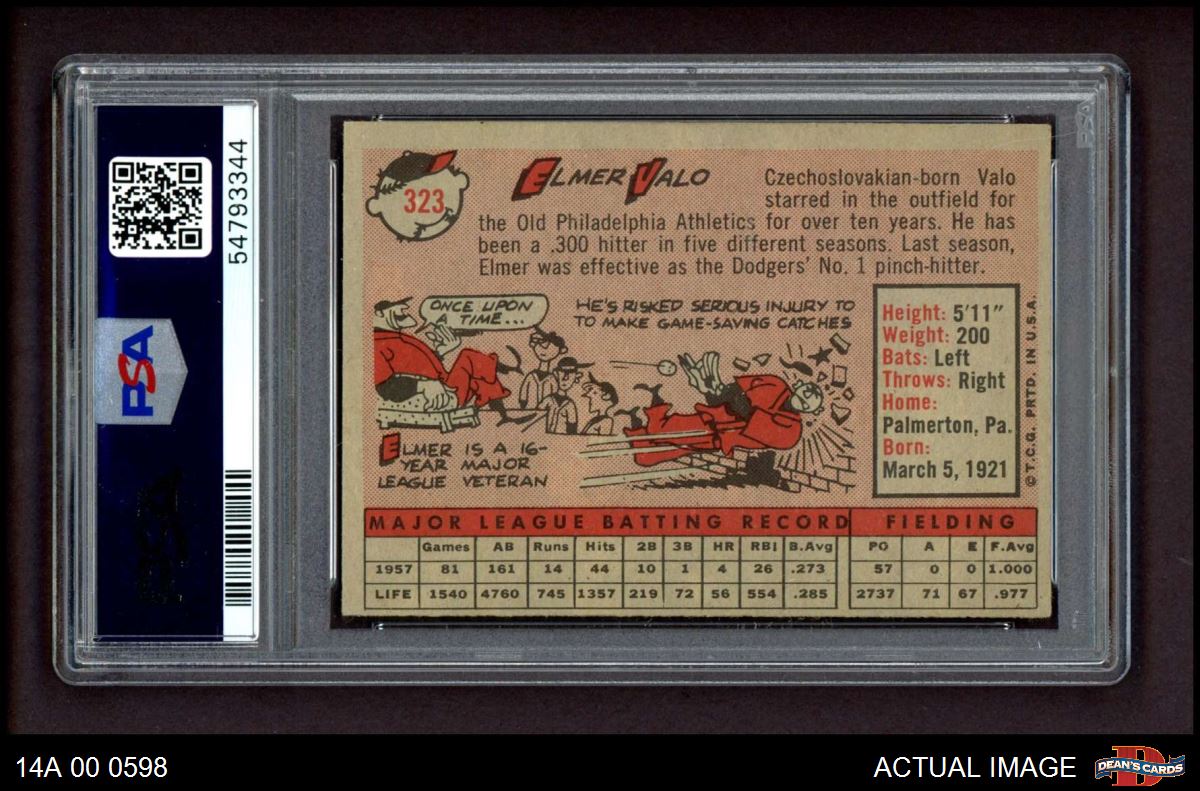 54793344
PSA
323
ELMER VALO
Czechoslovakian-born Valo
starred in the outfield for
the Old Philadelphia Athletics for over ten years. He has
been a .300 hitter in five different seasons. Last season,
Elmer was effective as the Dodgers' No. 1 pinch-hitter.
ONCE UPON
A TIME...
HE'S RISKED SERIOUS INJURY TO
TO MAKE GAME-SAVING CATCHES
ELMER IS A 16-
YEAR MAJOR
LEAGUE VETERAN
Height: 5'11"
Weight: 200
Bats: Left
Throws: Right
Home:
Palmerton, Pa.
Born:
March 5, 1921
© T.C.G. PRTD. IN U.S.A.
MAJOR LEAGUE BATTING RECORD FIELDING
Games AB Runs Hits 2B 3B HR RBI B.Avg PO A E F.Avg
1957 81 161 14 44 10 1 4 26 .273 57 0 0 1.000
LIFE 1540 4760 745 1357 219 72 56 554 .285 2737 71 67 .977
14A 00 0598
ACTUAL IMAGE
DEAN'S CARDS